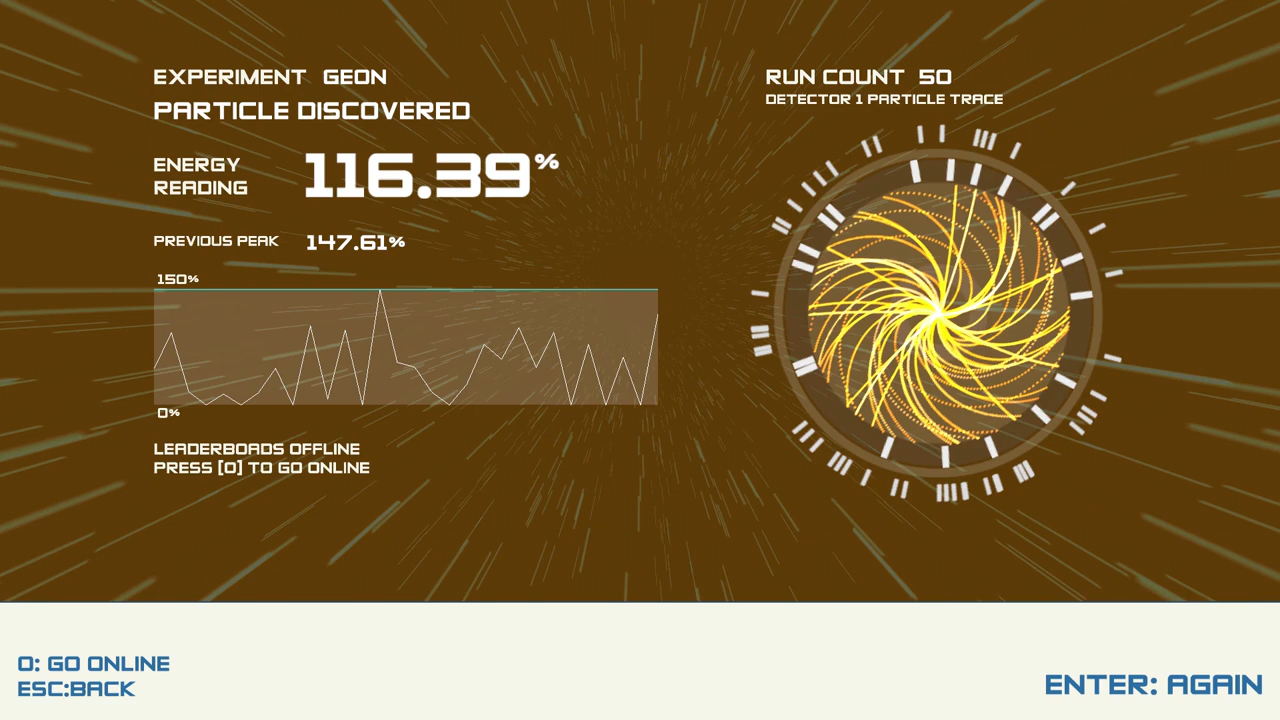 EXPERIMENT GEON
PARTICLE DISCOVERED
ENERGY
READING
116.39%
PREVIOUS PEAK 147.61%
150%
0%
LEADERBOARDS OFFLINE
PRESS [O] TO GO ONLINE
RUN COUNT 50
DETECTOR 1 PARTICLE TRACE
O: GO ONLINE
ESC:BACK
ENTER: AGAIN